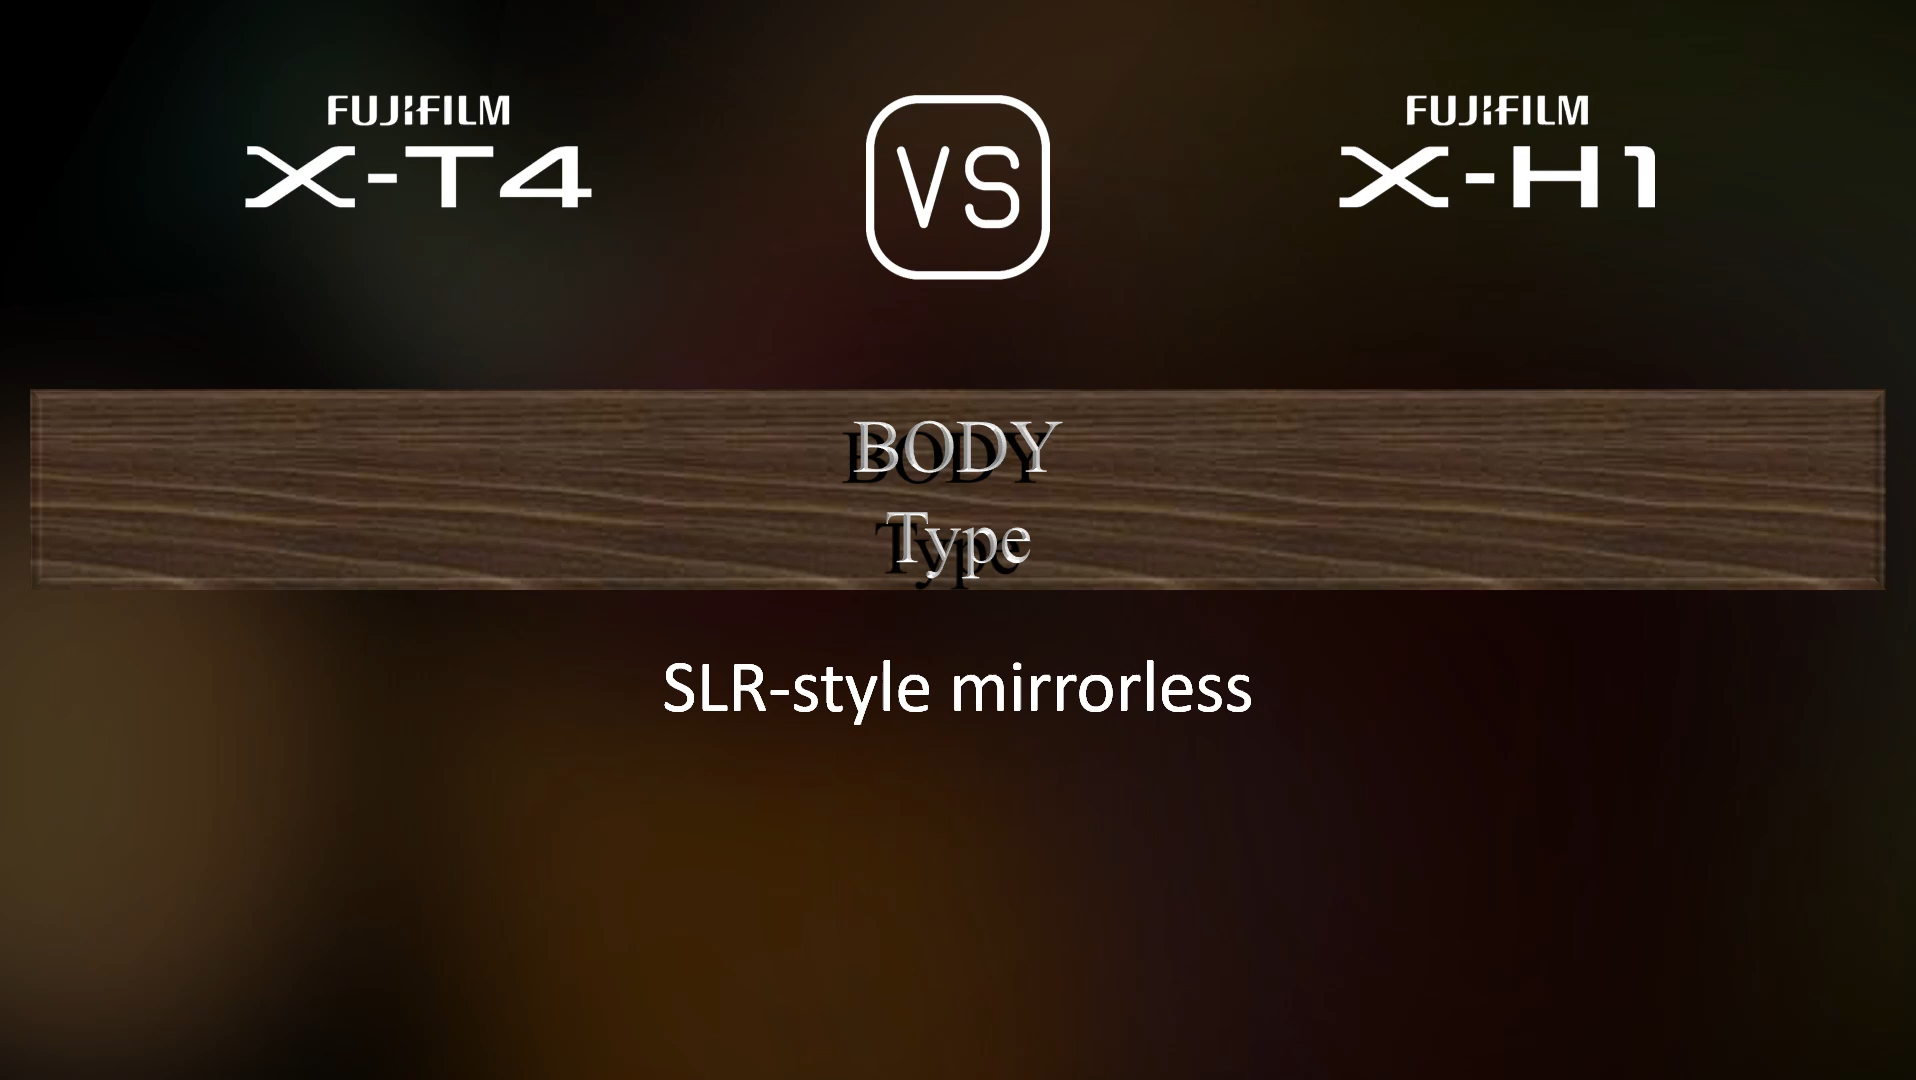 FUJIFILM
X-T4
VS
FUJIFILM
X-H1
BODY
Type
SLR-style mirrorless